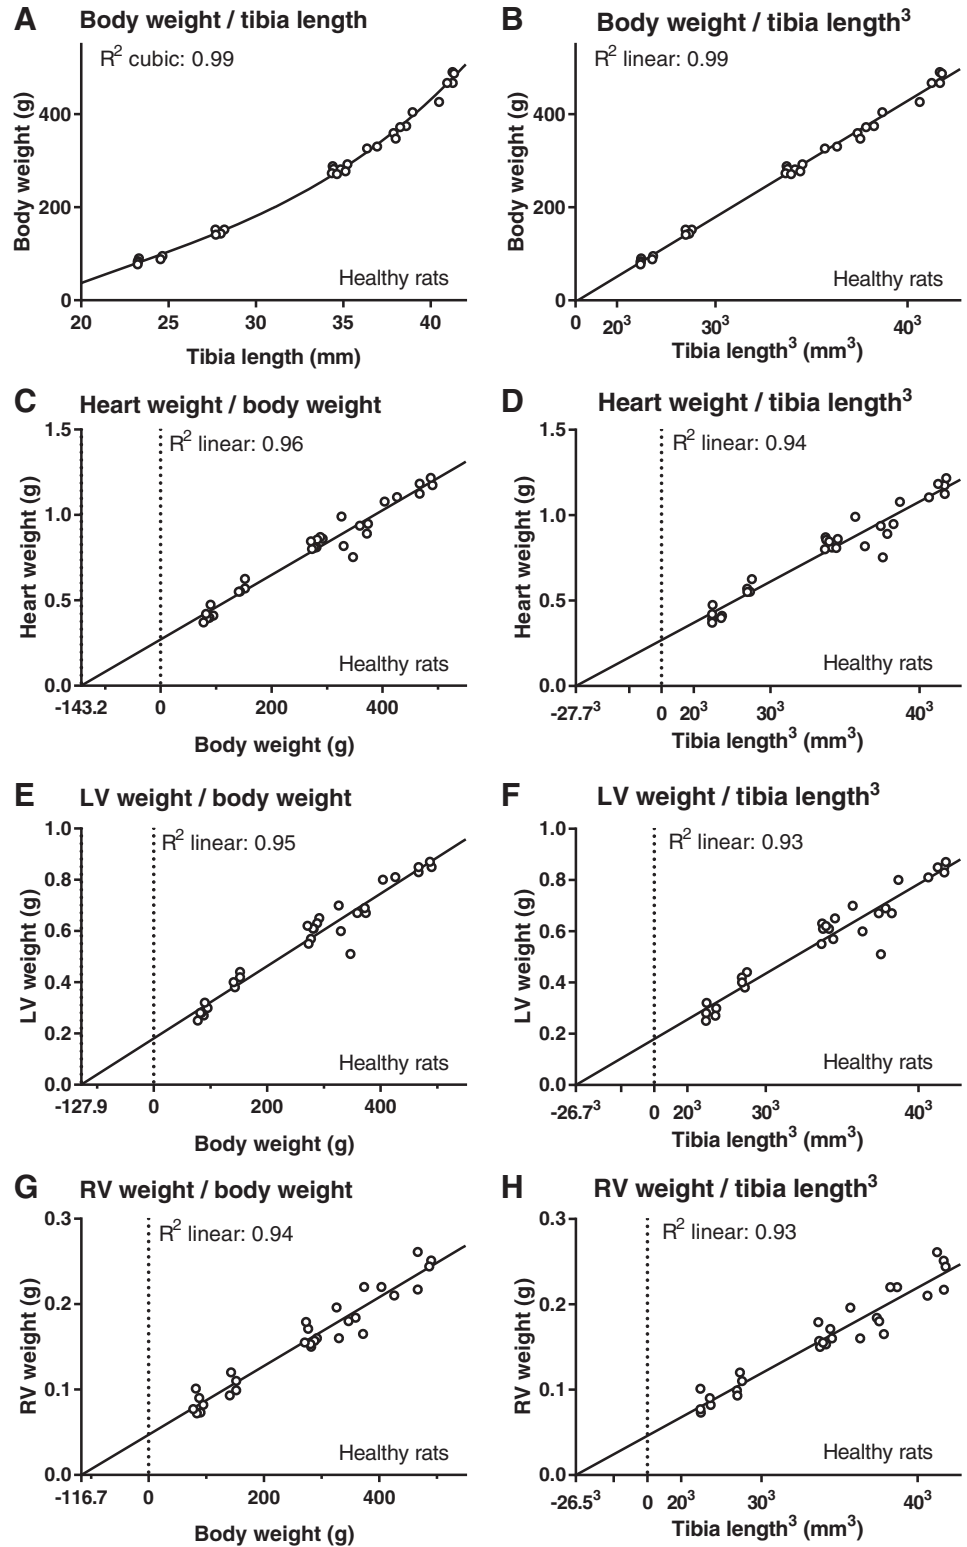 A Body weight / tibia length
R² cubic: 0.99
Body weight (g)
400
200
0
20 25 30 35 40
Healthy rats
Tibia length (mm)
B Body weight / tibia length³
R² linear: 0.99
Body weight (g)
400
200
0
0 20³ 30³ 40³
Healthy rats
Tibia length³ (mm³)
C Heart weight / body weight
R² linear: 0.96
Heart weight (g)
1.5
1.0
0.5
0.0
-143.2 0 200 400
Healthy rats
Body weight (g)
D Heart weight / tibia length³
R² linear: 0.94
Heart weight (g)
1.5
1.0
0.5
0.0
-27.7³ 0 20³ 30³ 40³
Healthy rats
Tibia length³ (mm³)
E LV weight / body weight
R² linear: 0.95
LV weight (g)
1.0
0.8
0.6
0.4
0.2
0.0
-127.9 0 200 400
Healthy rats
Body weight (g)
F LV weight / tibia length³
R² linear: 0.93
LV weight (g)
1.0
0.8
0.6
0.4
0.2
0.0
-26.7³ 0 20³ 30³ 40³
Healthy rats
Tibia length³ (mm³)
G RV weight / body weight
R² linear: 0.94
RV weight (g)
0.3
0.2
0.1
0.0
-116.7 0 200 400
Healthy rats
Body weight (g)
H RV weight / tibia length³
R² linear: 0.93
RV weight (g)
0.3
0.2
0.1
0.0
-26.5³ 0 20³ 30³ 40³
Healthy rats
Tibia length³ (mm³)